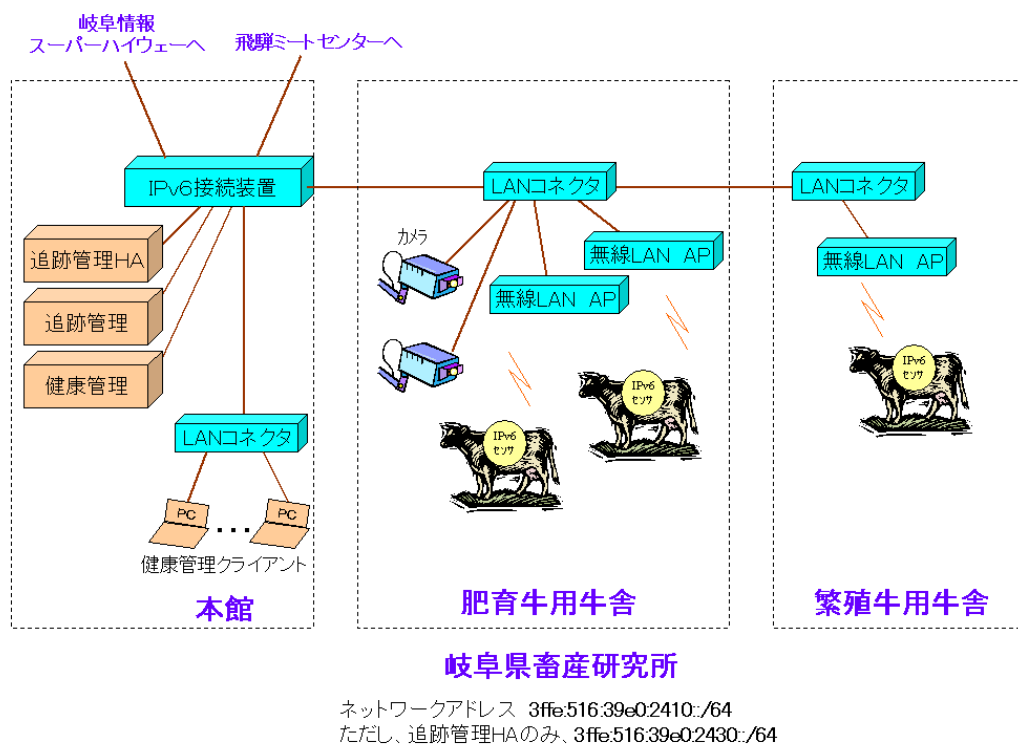 岐阜情報
スーパーハイウェーへ
飛騨ミートセンターへ
IPv6接続装置
追跡管理HA
追跡管理
健康管理
LANコネクタ
PC
・・・
PC
健康管理クライアント
本館
LANコネクタ
カメラ
無線LAN AP
無線LAN AP
IPv6
センサ
IPv6
センサ
肥育牛用牛舎
LANコネクタ
無線LAN AP
IPv6
センサ
繁殖牛用牛舎
岐阜県畜産研究所
ネットワークアドレス 3ffe:516:39e0:2410::/64
ただし、追跡管理HAのみ、3ffe:516:39e0:2430::/64